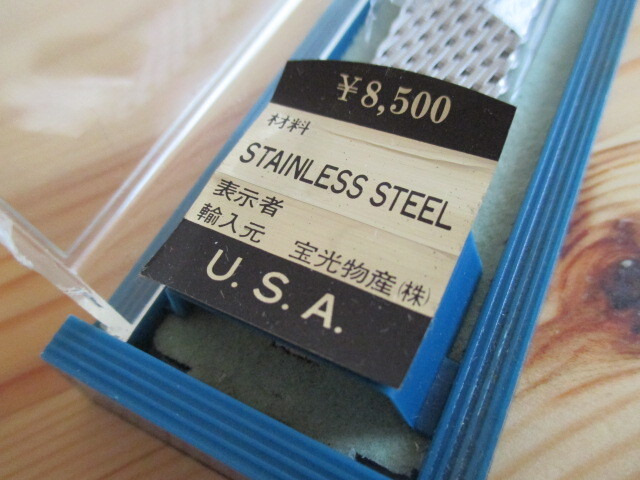 ￥8,500
材料
STAINLESS STEEL
表示者
輸入元 宝光物産(株)
U.S.A.